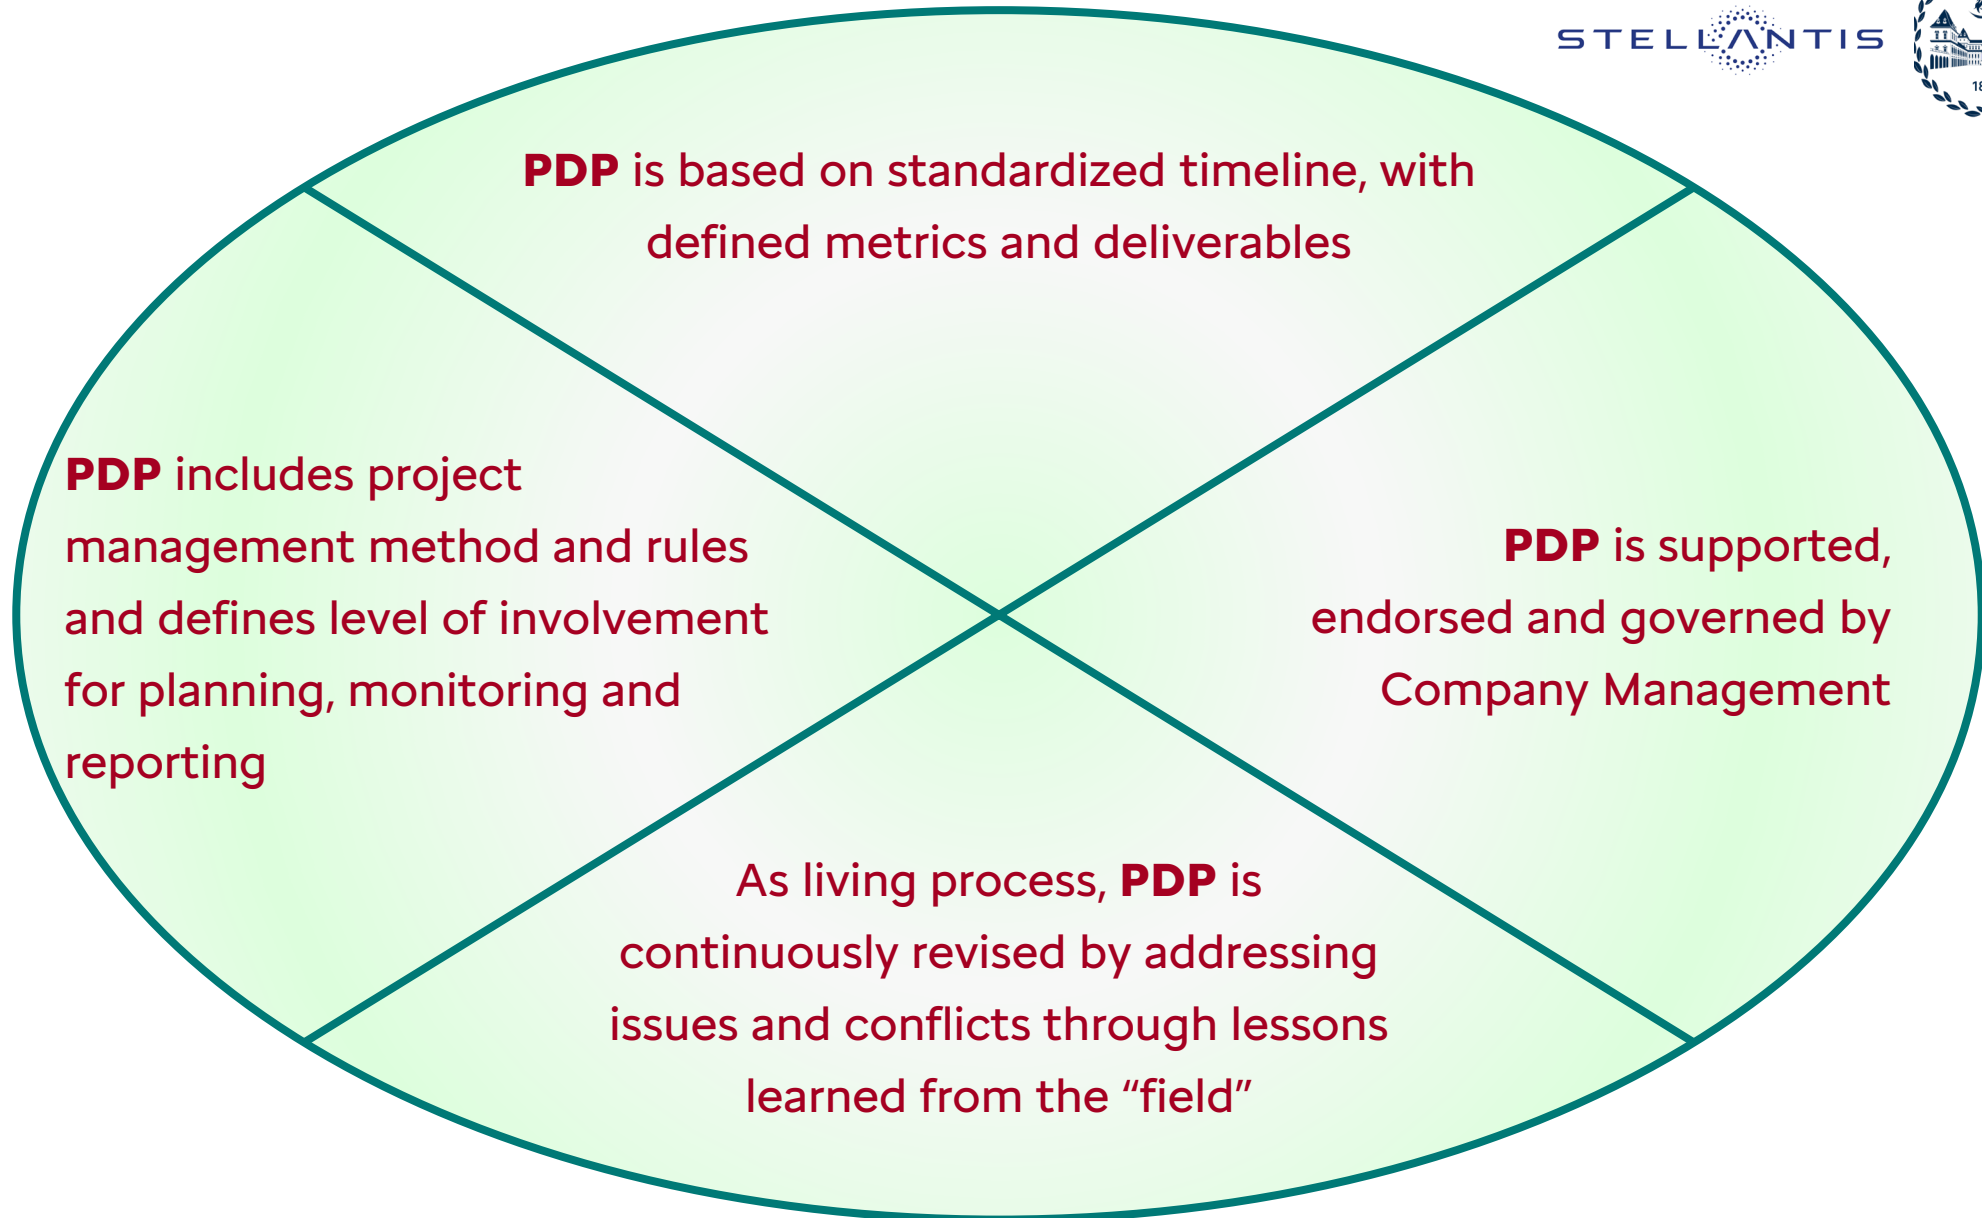 STELLANTIS
PDP is based on standardized timeline, with
defined metrics and deliverables
PDP includes project
management method and rules
and defines level of involvement
for planning, monitoring and
reporting
PDP is supported,
endorsed and governed by
Company Management
As living process, PDP is
continuously revised by addressing
issues and conflicts through lessons
learned from the “field”